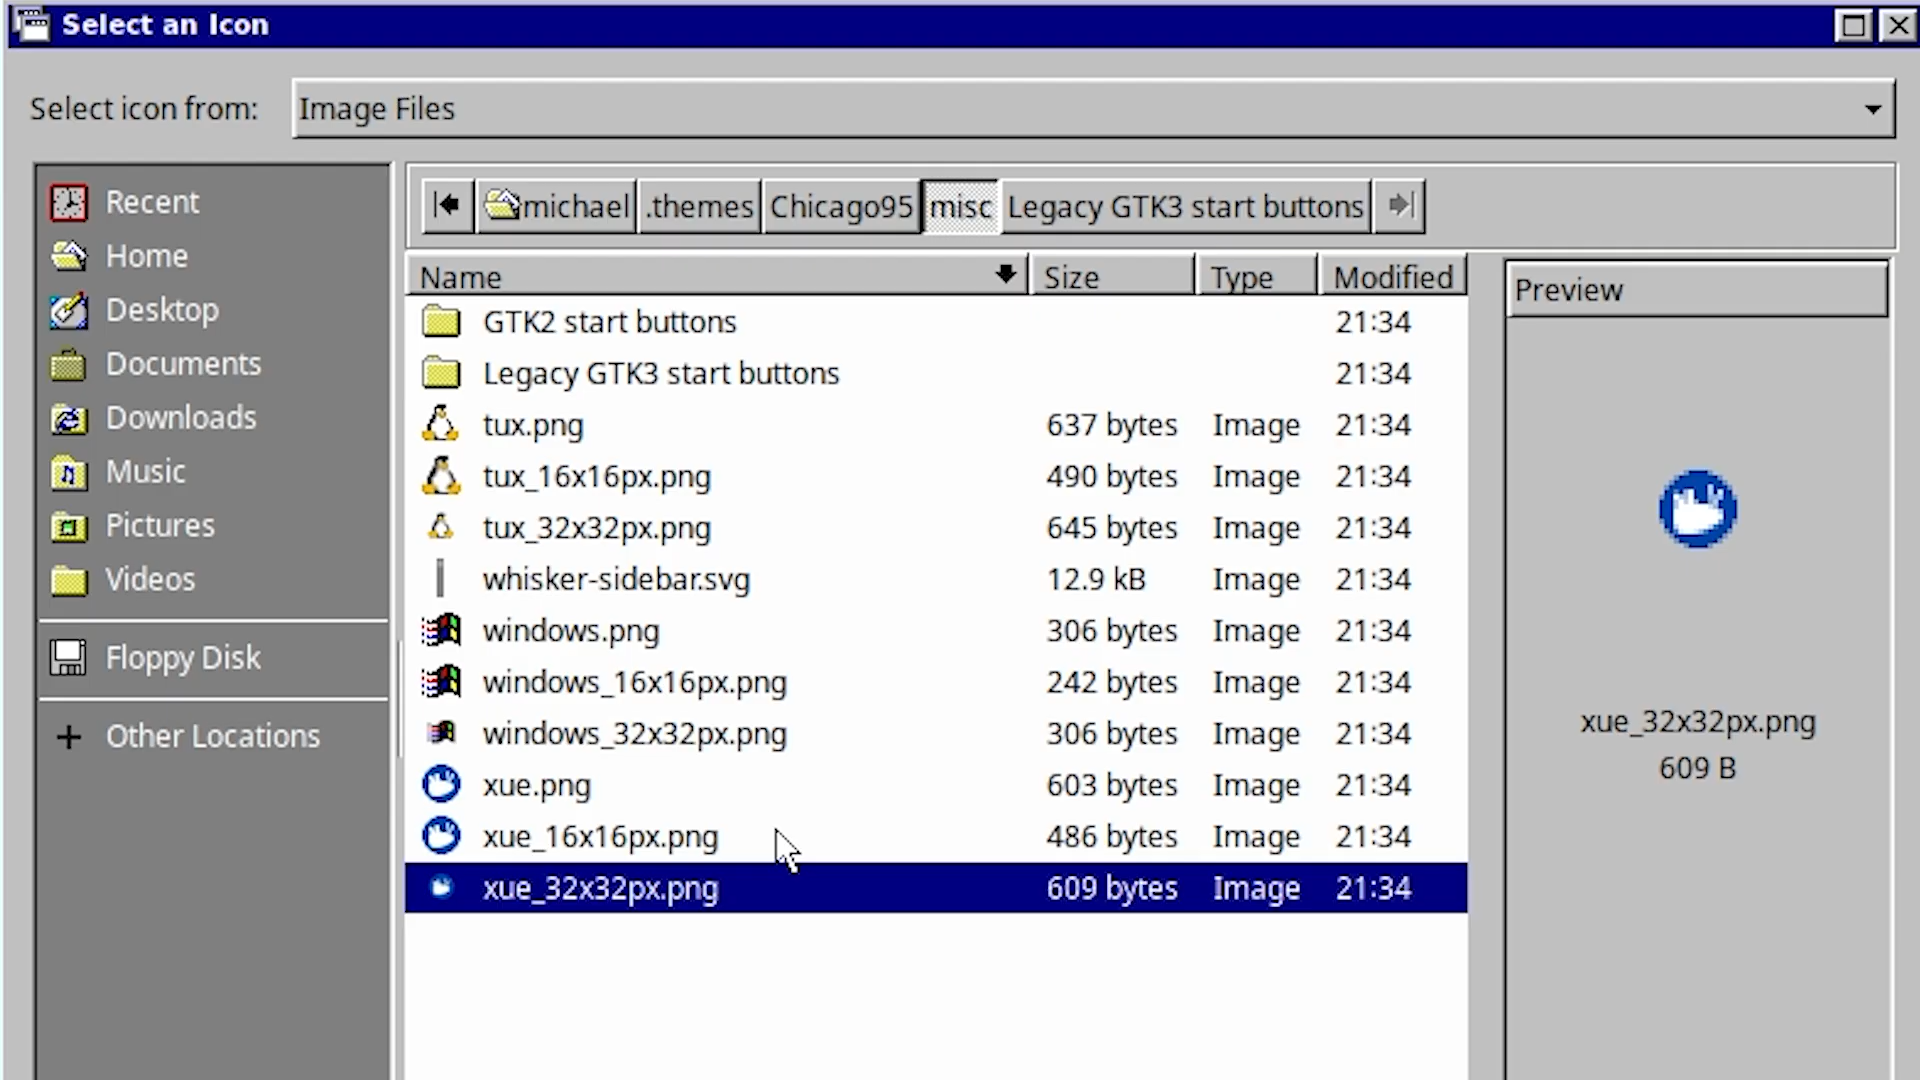 Select an Icon
Select icon from: Image Files
Recent
Home
Desktop
Documents
Downloads
Music
Pictures
Videos
Floppy Disk
Other Locations
michael .themes Chicago95 misc Legacy GTK3 start buttons
Name Size Type Modified
GTK2 start buttons 21:34
Legacy GTK3 start buttons 21:34
tux.png 637 bytes Image 21:34
tux_16x16px.png 490 bytes Image 21:34
tux_32x32px.png 645 bytes Image 21:34
whisker-sidebar.svg 12.9 kB Image 21:34
windows.png 306 bytes Image 21:34
windows_16x16px.png 242 bytes Image 21:34
windows_32x32px.png 306 bytes Image 21:34
xue.png 603 bytes Image 21:34
xue_16x16px.png 486 bytes Image 21:34
xue_32x32px.png 609 bytes Image 21:34
Preview
xue_32x32px.png
609 B